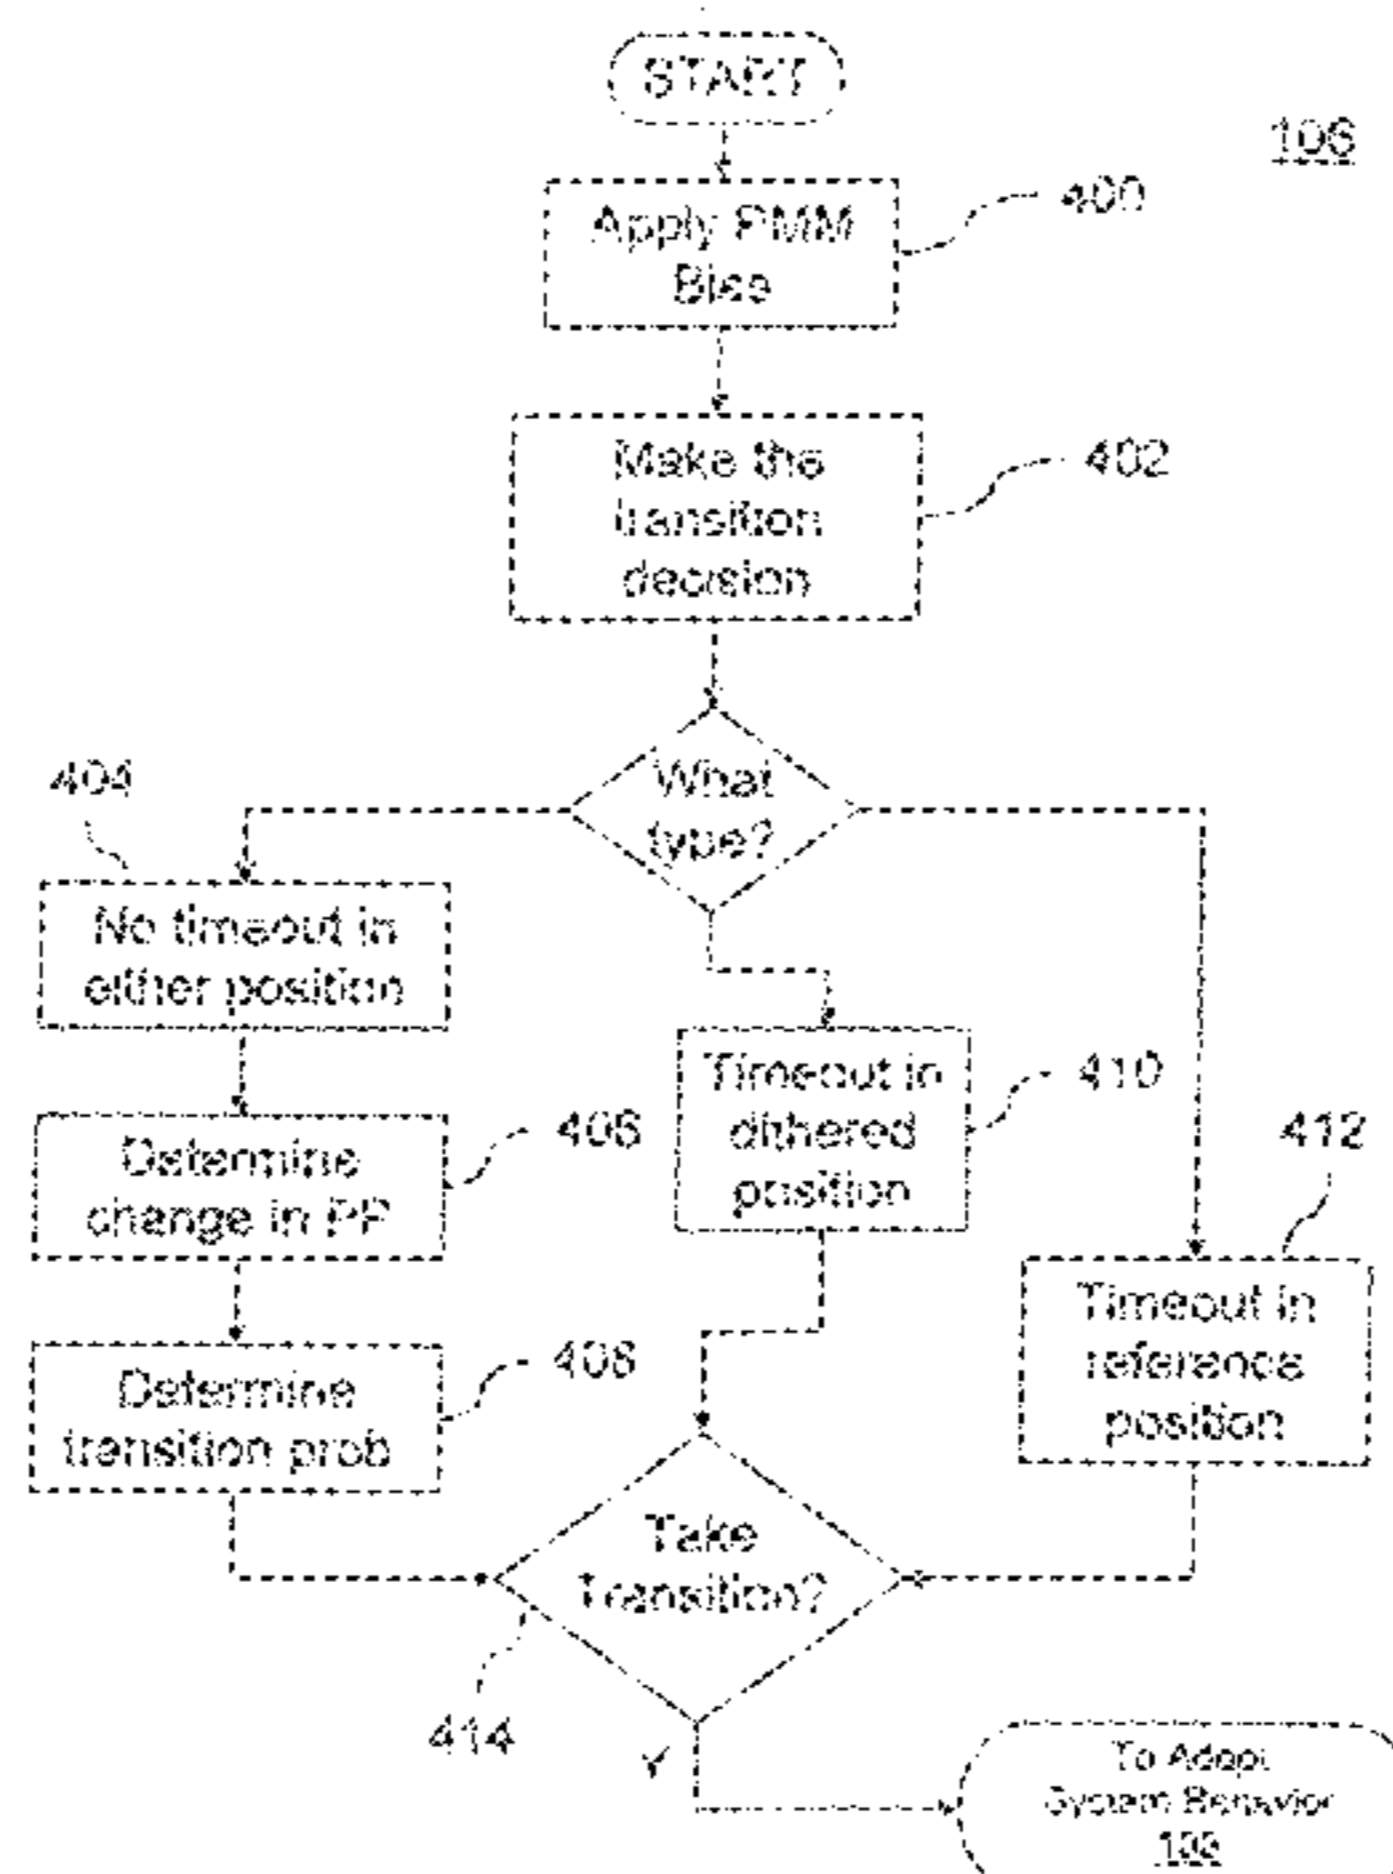 START
106
400
Apply PMM
Bias
402
Make the
transition
decision
What
type?
404
No timeout in
either position
410
Timeout in
dithered
position
406
Determine
change in PP
412
Timeout in
reference
position
408
Determine
transition prob
Take
Transition?
414
Y
To Adapt
System Behavior